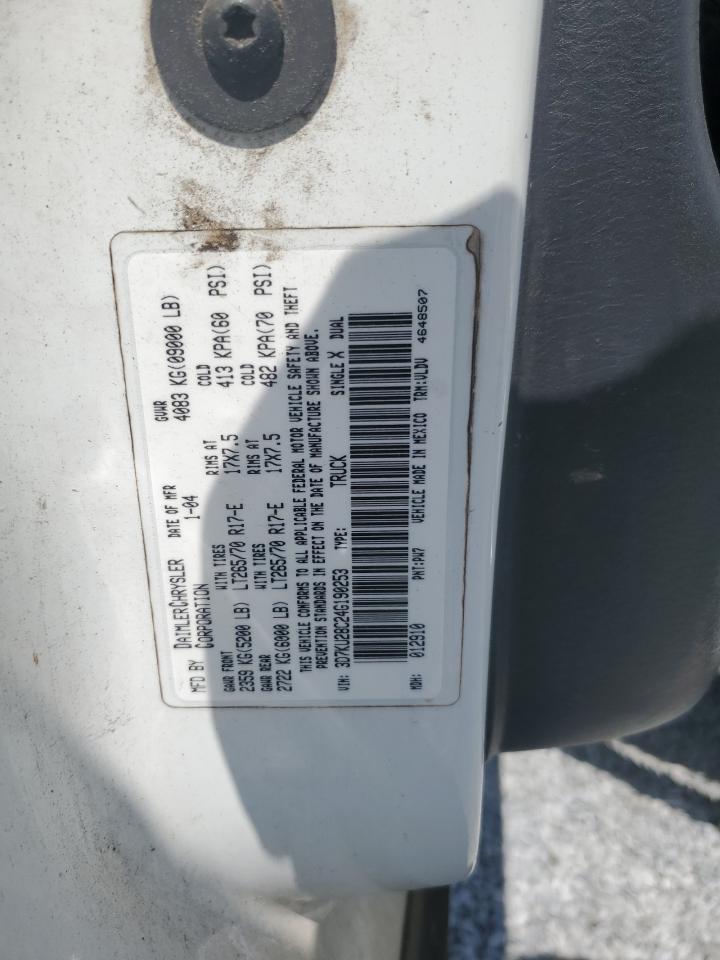 MFD BY DAIMLERCHRYSLER CORPORATION DATE OF MFR 1-04 GVWR 4083 KG(09000 LB)
GAWR FRONT WITH TIRES RIMS AT COLD
2359 KG(5200 LB) LT265/70 R17-E 17X7.5 413 KPA(60 PSI)
GAWR REAR WITH TIRES RIMS AT COLD
2722 KG(6000 LB) LT265/70 R17-E 17X7.5 482 KPA(70 PSI)
THIS VEHICLE CONFORMS TO ALL APPLICABLE FEDERAL MOTOR VEHICLE SAFETY AND THEFT
PREVENTION STANDARDS IN EFFECT ON THE DATE OF MANUFACTURE SHOWN ABOVE.
VIN: 3D7KU28C24G190253 TYPE: TRUCK SINGLE X DUAL
MDH: 012910 PNT:PW7 VEHICLE MADE IN MEXICO TRM:VLDV 4648507